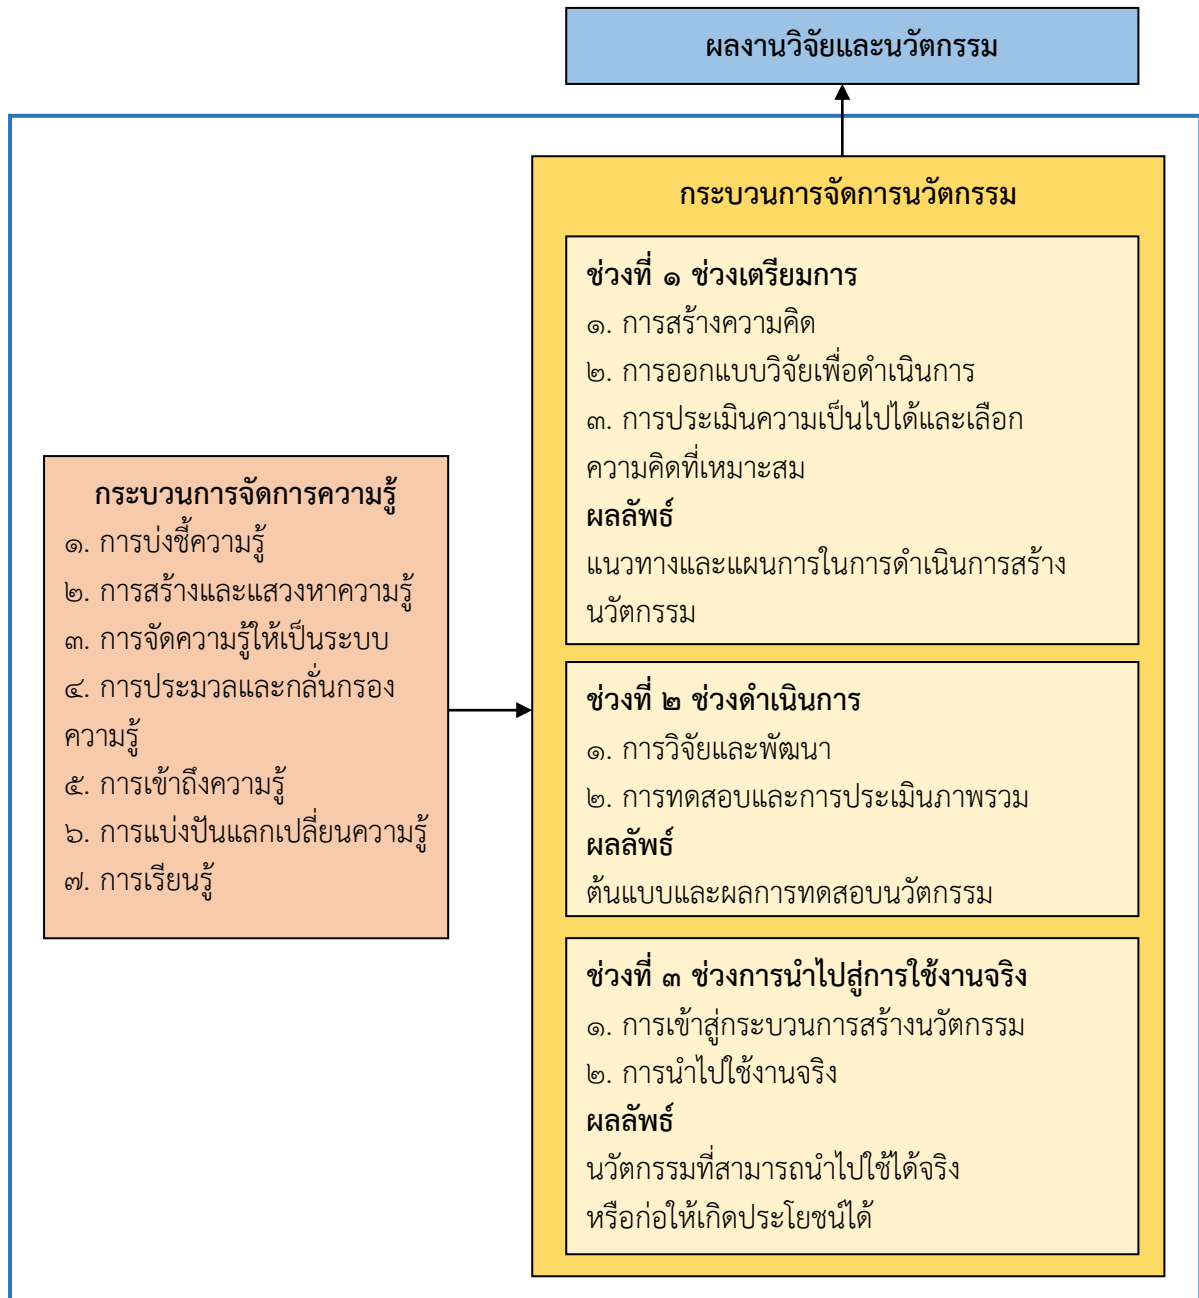 ผลงานวิจัยและนวัตกรรม
กระบวนการจัดการความรู้
๑. การบ่งชี้ความรู้
๒. การสร้างและแสวงหาความรู้
๓. การจัดความรู้ให้เป็นระบบ
๔. การประมวลและกลั่นกรอง
ความรู้
๕. การเข้าถึงความรู้
๖. การแบ่งปันแลกเปลี่ยนความรู้
๗. การเรียนรู้
กระบวนการจัดการนวัตกรรม
ช่วงที่ ๑ ช่วงเตรียมการ
๑. การสร้างความคิด
๒. การออกแบบวิจัยเพื่อดำเนินการ
๓. การประเมินความเป็นไปได้และเลือก
ความคิดที่เหมาะสม
ผลลัพธ์
แนวทางและแผนการในการดำเนินการสร้าง
นวัตกรรม
ช่วงที่ ๒ ช่วงดำเนินการ
๑. การวิจัยและพัฒนา
๒. การทดสอบและการประเมินภาพรวม
ผลลัพธ์
ต้นแบบและผลการทดสอบนวัตกรรม
ช่วงที่ ๓ ช่วงการนำไปสู่การใช้งานจริง
๑. การเข้าสู่กระบวนการสร้างนวัตกรรม
๒. การนำไปใช้งานจริง
ผลลัพธ์
นวัตกรรมที่สามารถนำไปใช้ได้จริง
หรือก่อให้เกิดประโยชน์ได้